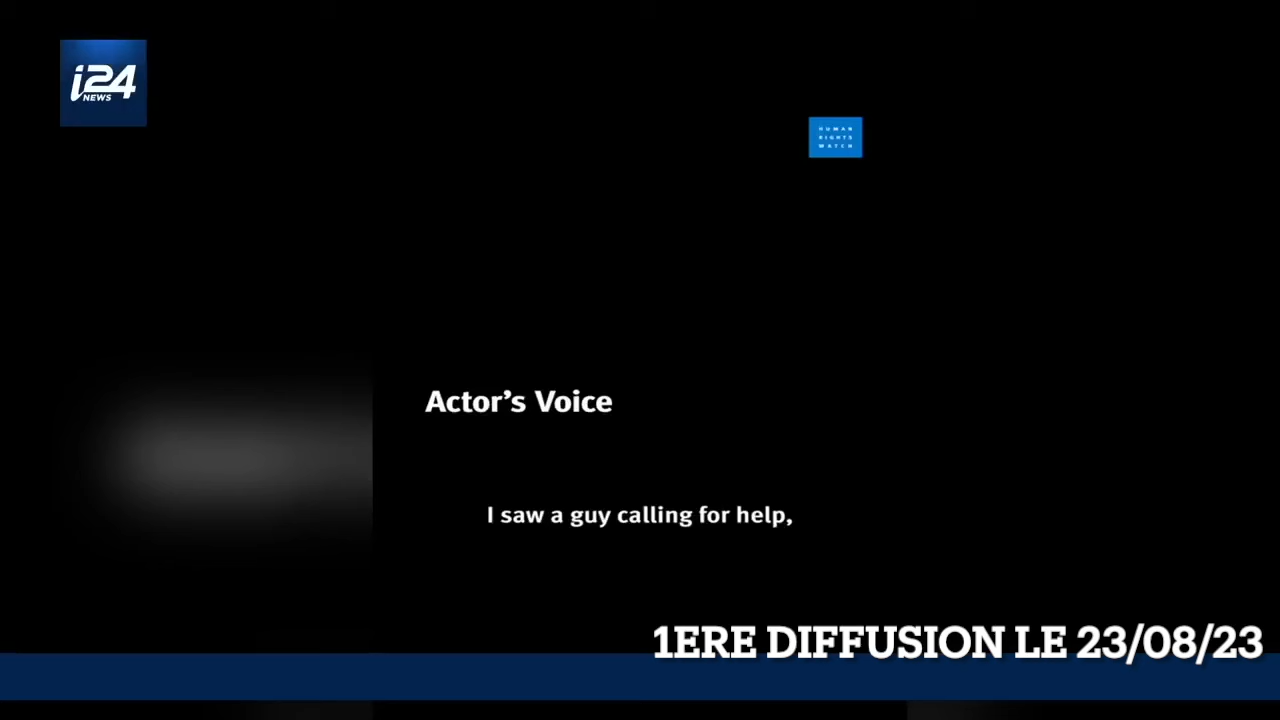 i24
NEWS
HUMAN
RIGHTS
WATCH
Actor's Voice
I saw a guy calling for help,
1ERE DIFFUSION LE 23/08/23